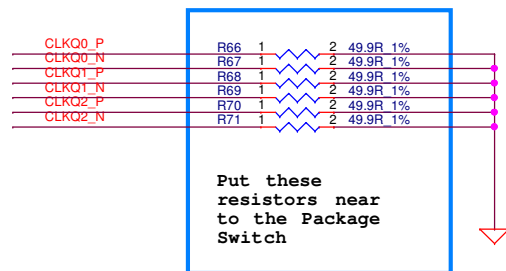 CLKQ0_P R66 1 2 49.9R_1%
CLKQ0_N R67 1 2 49.9R_1%
CLKQ1_P R68 1 2 49.9R_1%
CLKQ1_N R69 1 2 49.9R_1%
CLKQ2_P R70 1 2 49.9R_1%
CLKQ2_N R71 1 2 49.9R_1%
Put these
resistors near
to the Package
Switch